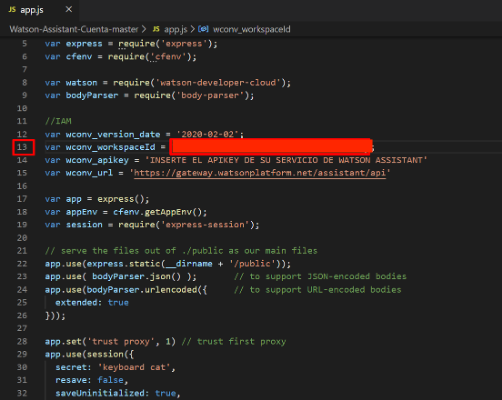 JS app.js ×
Watson-Assistant-Cuenta-master > JS app.js > wconv_workspaceId
5 var express = require('express');
6 var cfenv = require('cfenv');
7
8 var watson = require('watson-developer-cloud');
9 var bodyParser = require('body-parser');
10
11 //IAM
12 var wconv_version_date = '2020-02-02';
13 var wconv_workspaceId = ;
14 var wconv_apikey = 'INSERTE EL APIKEY DE SU SERVICIO DE WATSON ASSISTANT'
15 var wconv_url = 'https://gateway.watsonplatform.net/assistant/api'
16
17 var app = express();
18 var appEnv = cfenv.getAppEnv();
19 var session = require('express-session');
20
21 // serve the files out of ./public as our main files
22 app.use(express.static(__dirname + '/public'));
23 app.use( bodyParser.json() ); // to support JSON-encoded bodies
24 app.use(bodyParser.urlencoded({ // to support URL-encoded bodies
25 extended: true
26 }));
27
28 app.set('trust proxy', 1) // trust first proxy
29 app.use(session({
30 secret: 'keyboard cat',
31 resave: false,
32 saveUninitialized: true,